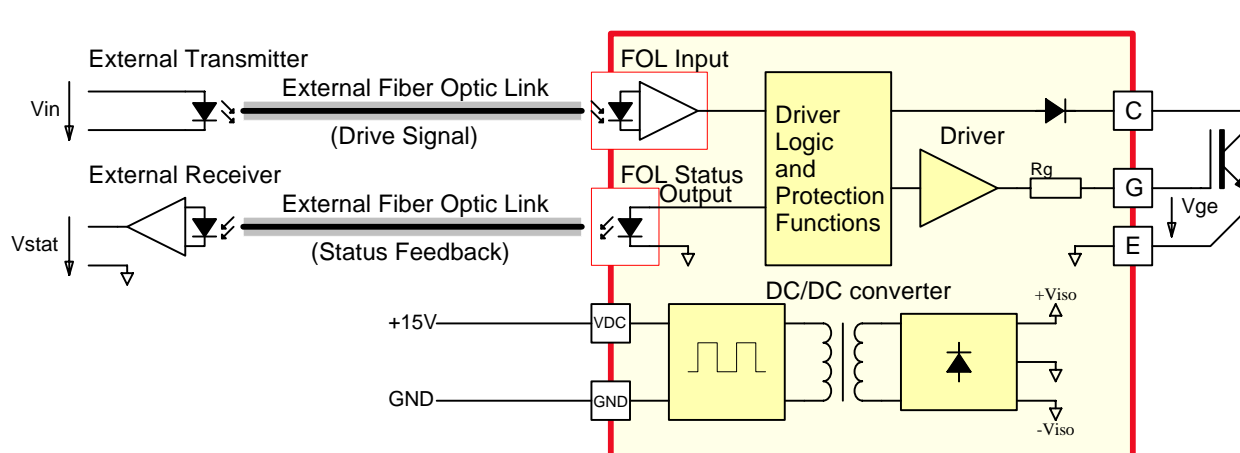 External Transmitter
FOL Input
Vin
External Fiber Optic Link
(Drive Signal)
Driver
Logic
and
Protection
Functions
C
Driver
External Receiver
FOL Status
Output
Rg
G
External Fiber Optic Link
Vge
Vstat
(Status Feedback)
E
DC/DC converter
+Viso
+15V
VDC
GND
GND
-Viso